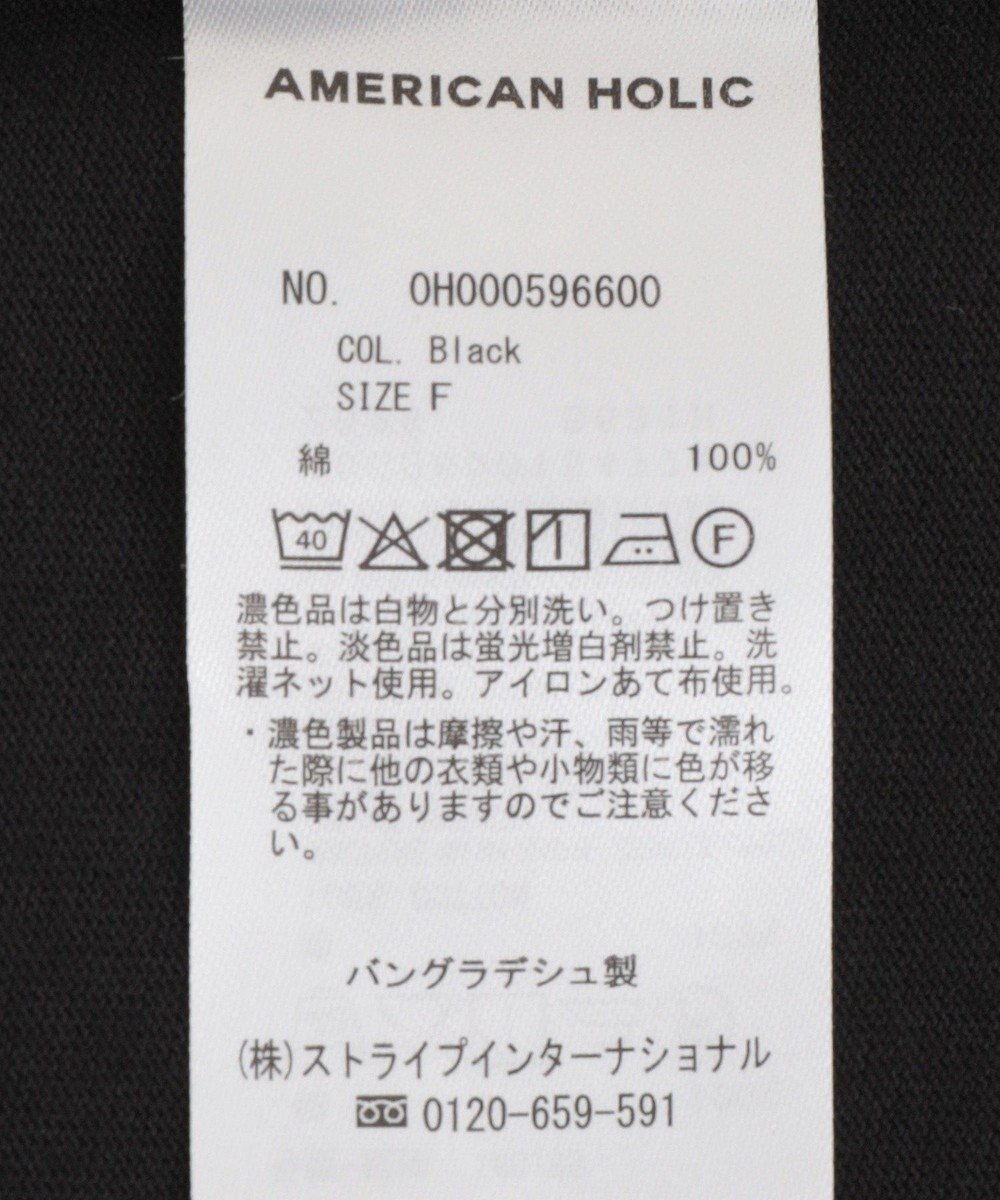 AMERICAN HOLIC
NO. 0H000596600
COL. Black
SIZE F
綿 100%
40 F
濃色品は白物と分別洗い。つけ置き
禁止。淡色品は蛍光増白剤禁止。洗
濯ネット使用。アイロンあて布使用。
・濃色製品は摩擦や汗、雨等で濡れ
た際に他の衣類や小物類に色が移
る事がありますのでご注意くださ
い。
バングラデシュ製
(株)ストライプインターナショナル
0120-659-591